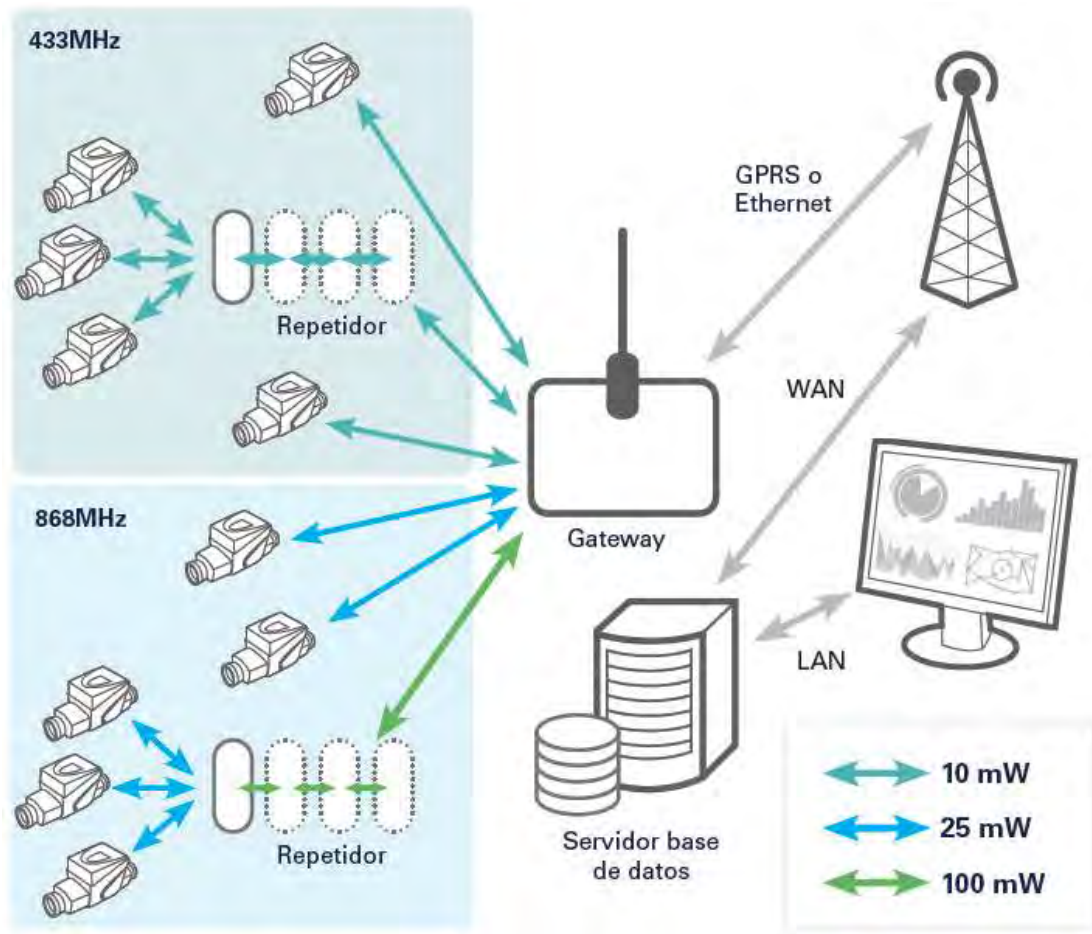 433MHz
Repetidor
GPRS o
Ethernet
WAN
Gateway
868MHz
Repetidor
LAN
Servidor base
de datos
10 mW
25 mW
100 mW